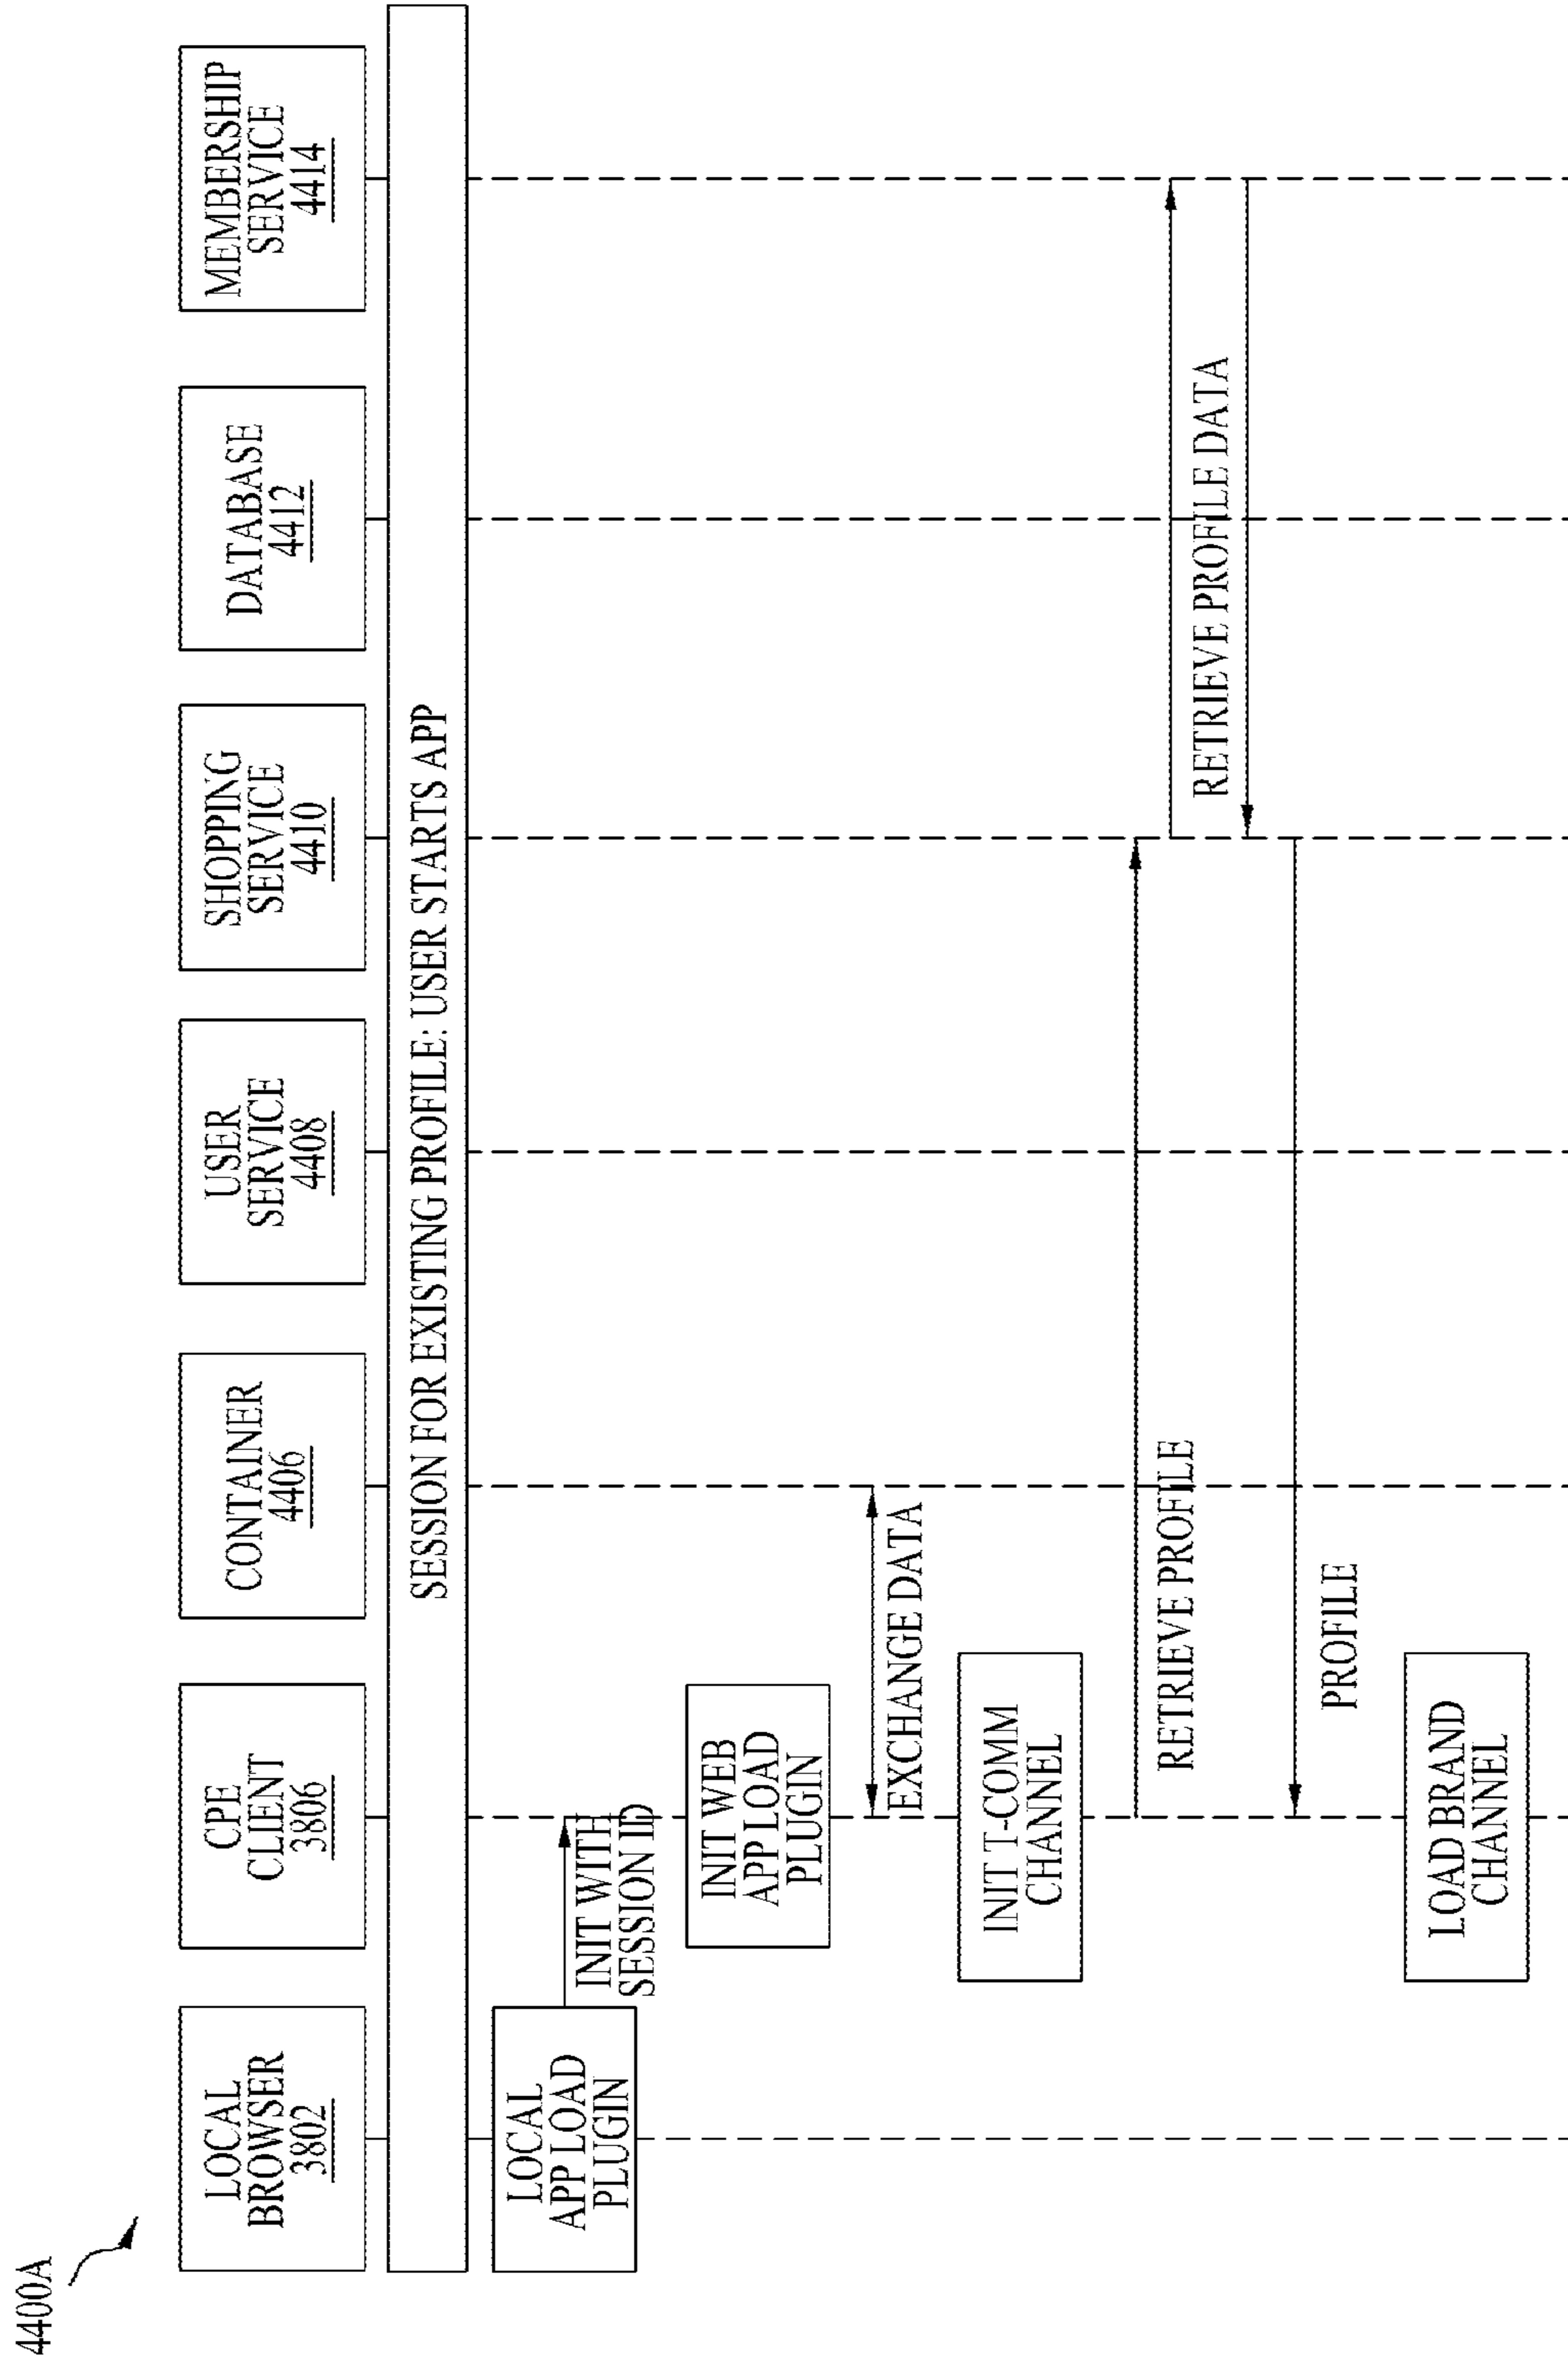 4400A
LOCAL
BROWSER
3802
CPE
CLIENT
3806
CONTAINER
4406
USER
SERVICE
4408
SHOPPING
SERVICE
4410
DATABASE
4412
MEMBERSHIP
SERVICE
4414
SESSION FOR EXISTING PROFILE: USER STARTS APP
LOCAL
APP LOAD
PLUGIN
INIT WITH
SESSION ID
INIT WEB
APP LOAD
PLUGIN
EXCHANGE DATA
INIT T-COMM
CHANNEL
RETRIEVE PROFILE
RETRIEVE PROFILE DATA
PROFILE
LOAD BRAND
CHANNEL